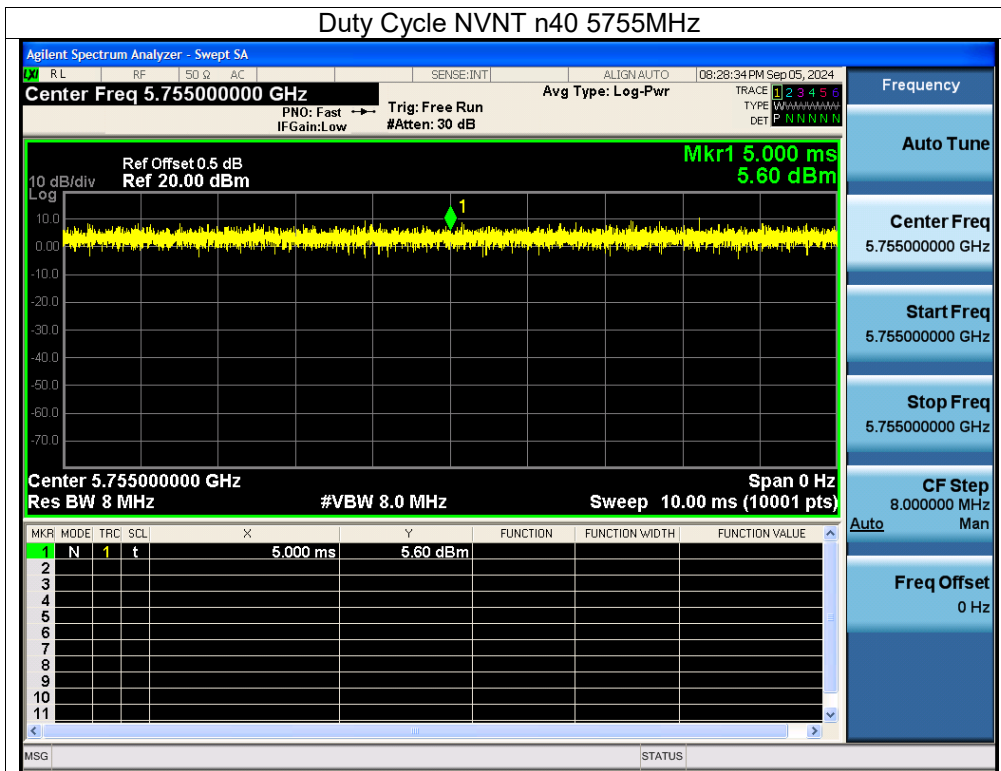 Duty Cycle NVNT n40 5755MHz
Agilent Spectrum Analyzer - Swept SA
LXI RL RF 50 Ω AC SENSE:INT ALIGN AUTO 08:28:34 PM Sep 05, 2024
Center Freq 5.755000000 GHz
PNO: Fast
IFGain:Low
Trig: Free Run
#Atten: 30 dB
Avg Type: Log-Pwr
TRACE 1 2 3 4 5 6
TYPE WWWWWW
DET P N N N N N
Ref Offset 0.5 dB
Ref 20.00 dBm
10 dB/div
Log
Mkr1 5.000 ms
5.60 dBm
1
10.0
0.00
-10.0
-20.0
-30.0
-40.0
-50.0
-60.0
-70.0
Center 5.755000000 GHz Span 0 Hz
Res BW 8 MHz #VBW 8.0 MHz Sweep 10.00 ms (10001 pts)
MKR MODE TRC SCL X Y FUNCTION FUNCTION WIDTH FUNCTION VALUE
1 N 1 t 5.000 ms 5.60 dBm
2
3
4
5
6
7
8
9
10
11
MSG STATUS
Frequency
Auto Tune
Center Freq
5.755000000 GHz
Start Freq
5.755000000 GHz
Stop Freq
5.755000000 GHz
CF Step
8.000000 MHz
Auto Man
Freq Offset
0 Hz